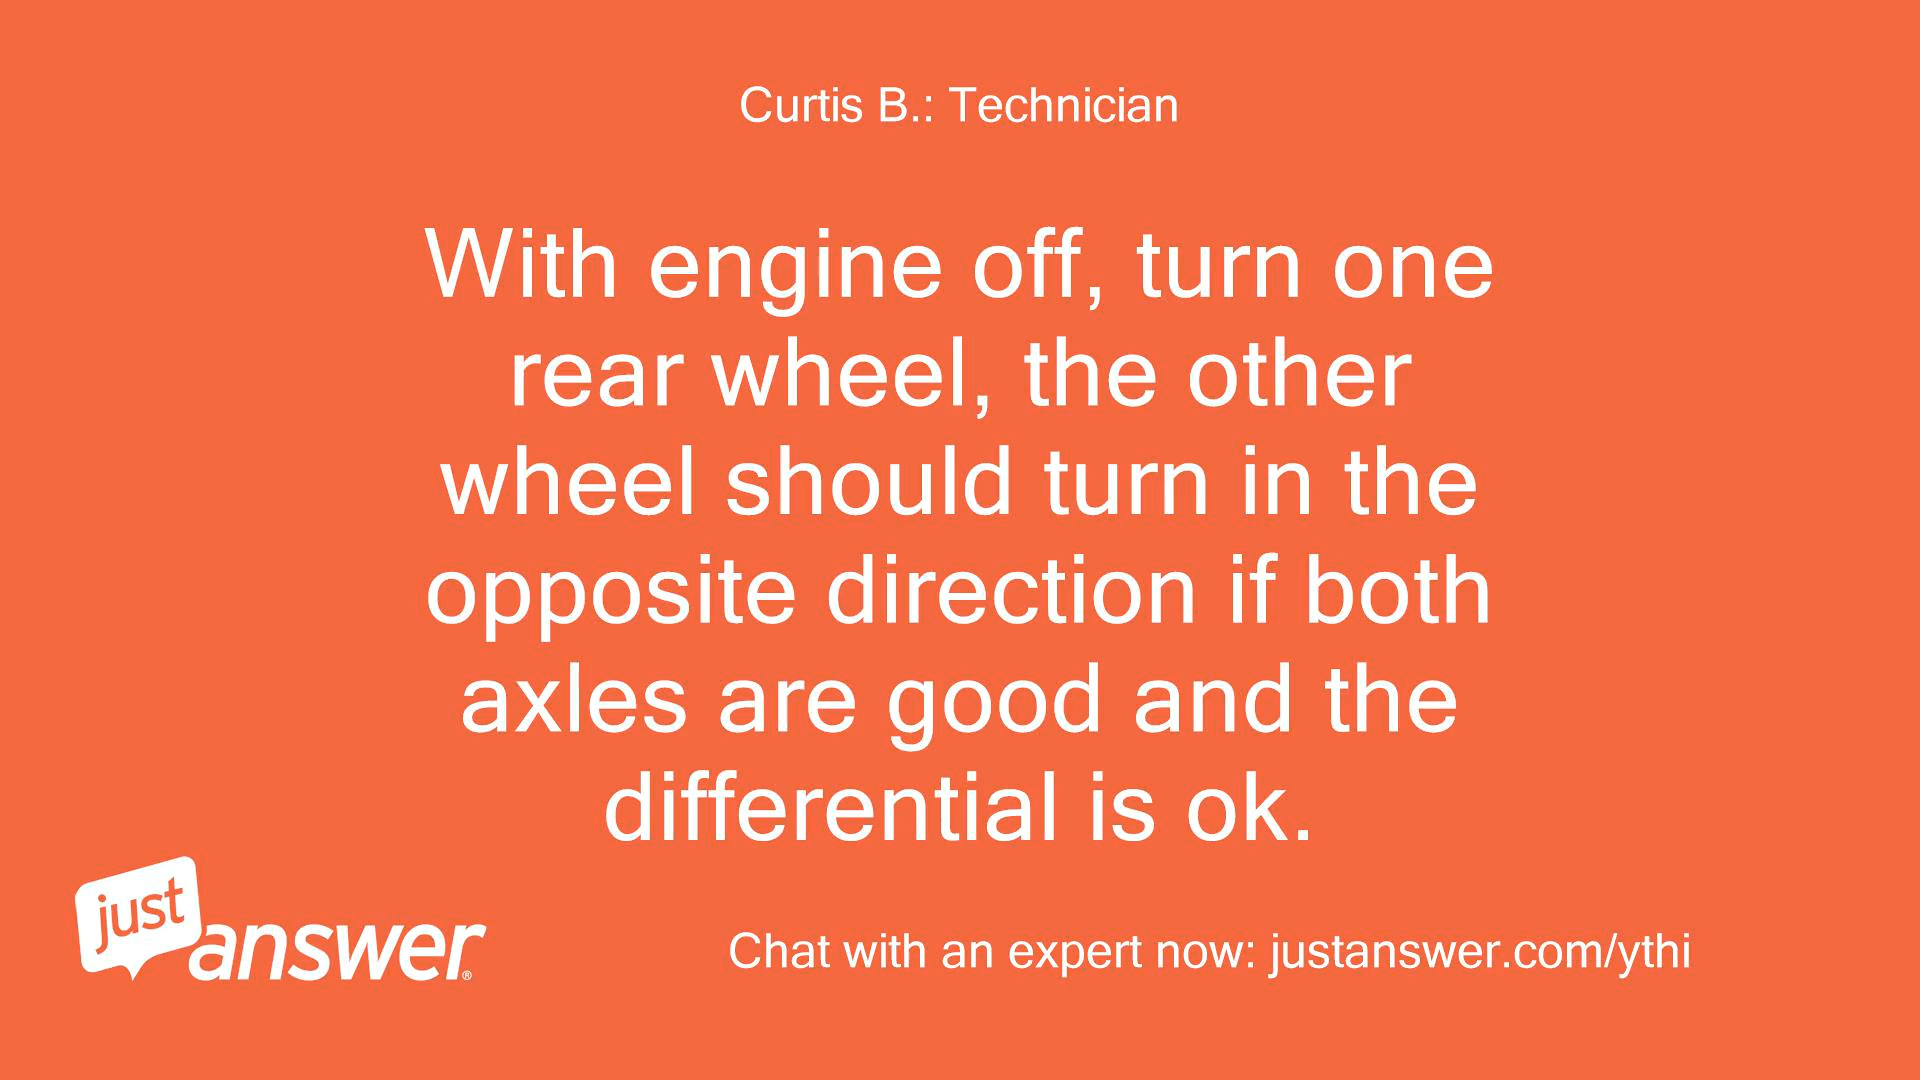 Curtis B.: Technician
With engine off, turn one
rear wheel, the other
wheel should turn in the
opposite direction if both
axles are good and the
differential is ok.
just
answer®
Chat with an expert now: justanswer.com/ythi